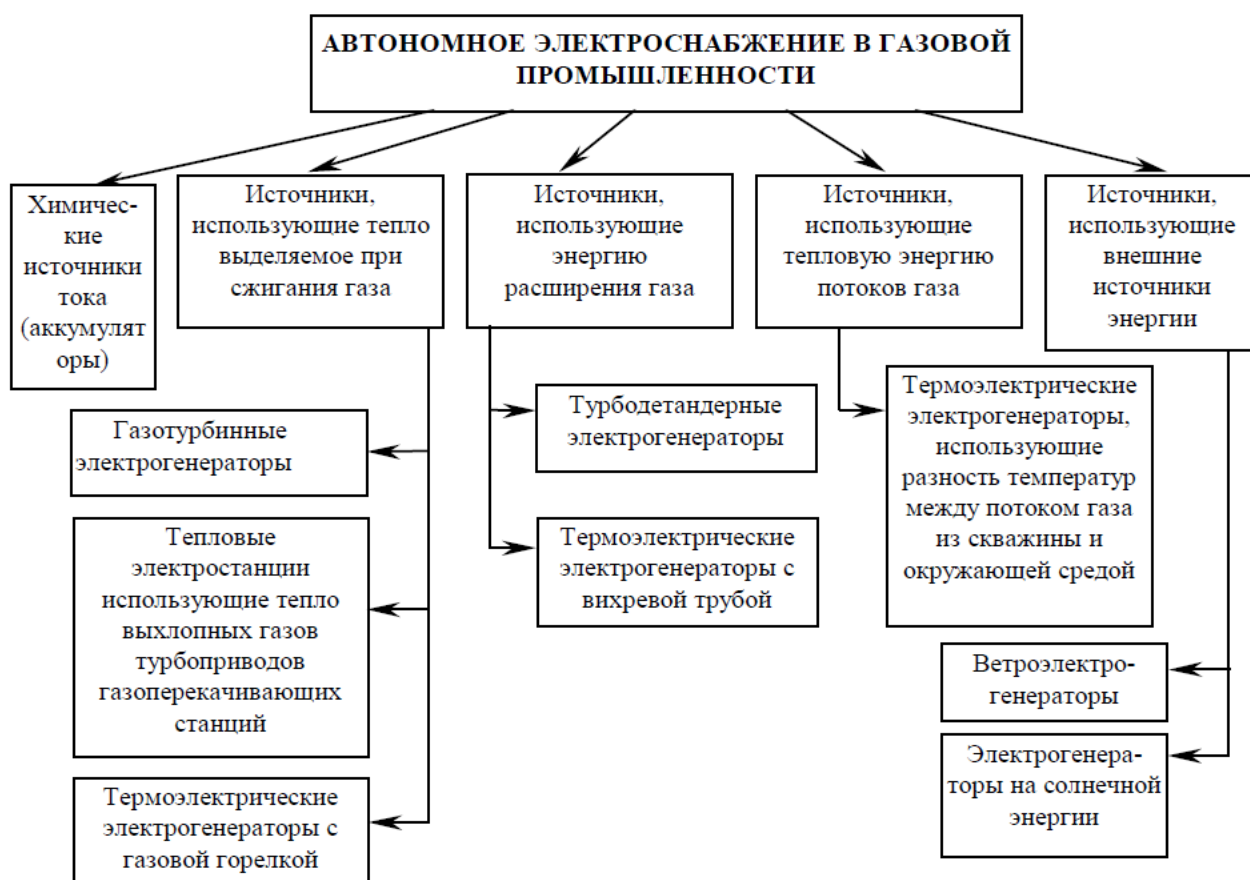 АВТОНОМНОЕ ЭЛЕКТРОСНАБЖЕНИЕ В ГАЗОВОЙ
ПРОМЫШЛЕННОСТИ
Химичес-
кие
источники
тока
(аккумулят
оры)
Источники,
использующие тепло
выделяемое при
сжигания газа
Источники,
использующие
энергию
расширения газа
Источники,
использующие
тепловую энергию
потоков газа
Источники,
использующие
внешние
источники
энергии
Газотурбинные
электрогенераторы
Тепловые
электростанции
использующие тепло
выхлопных газов
турбоприводов
газоперекачивающих
станций
Термоэлектрические
электрогенераторы с
газовой горелкой
Турбодетандерные
электрогенераторы
Термоэлектрические
электрогенераторы с
вихревой трубой
Термоэлектрические
электрогенераторы,
использующие
разность температур
между потоком газа
из скважины и
окружающей средой
Ветроэлектро-
генераторы
Электрогенера-
торы на солнечной
энергии